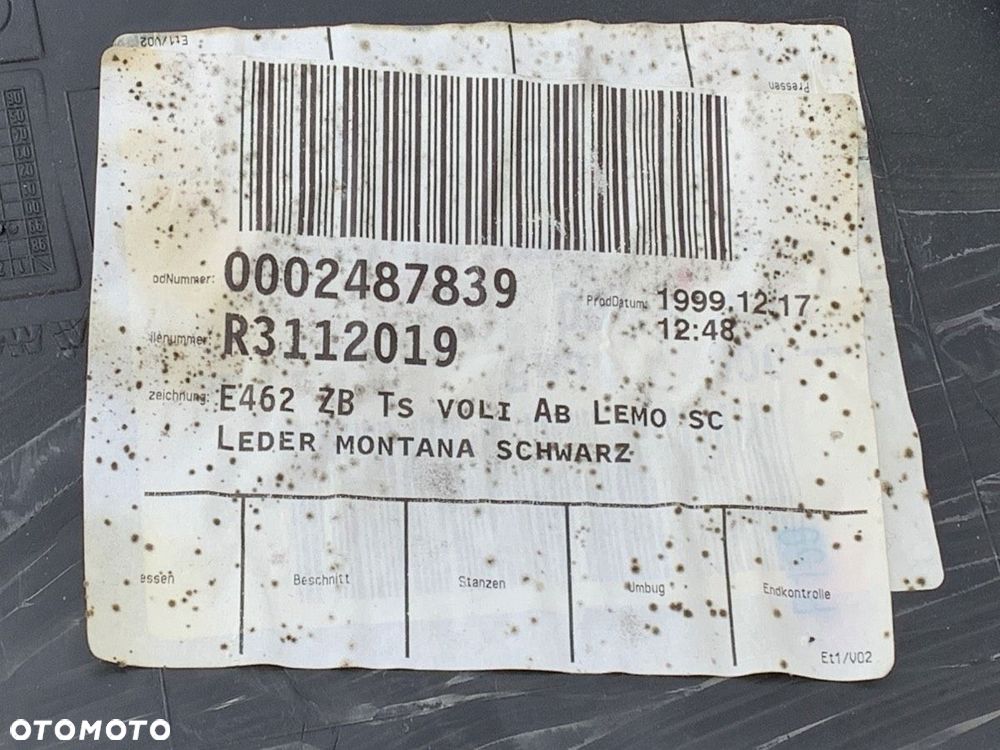 Et1/V02
Pressen
odNummer: 0002487839
ProdDatum: 1999.12.17
12:48
ilenummer: R3112019
zeichnung: E462 ZB Ts voli Ab Lemo sc
Leder montana schwarz
essen Beschnitt Stanzen Umbug Endkontrolle
Et1/V02
OTOMOTO